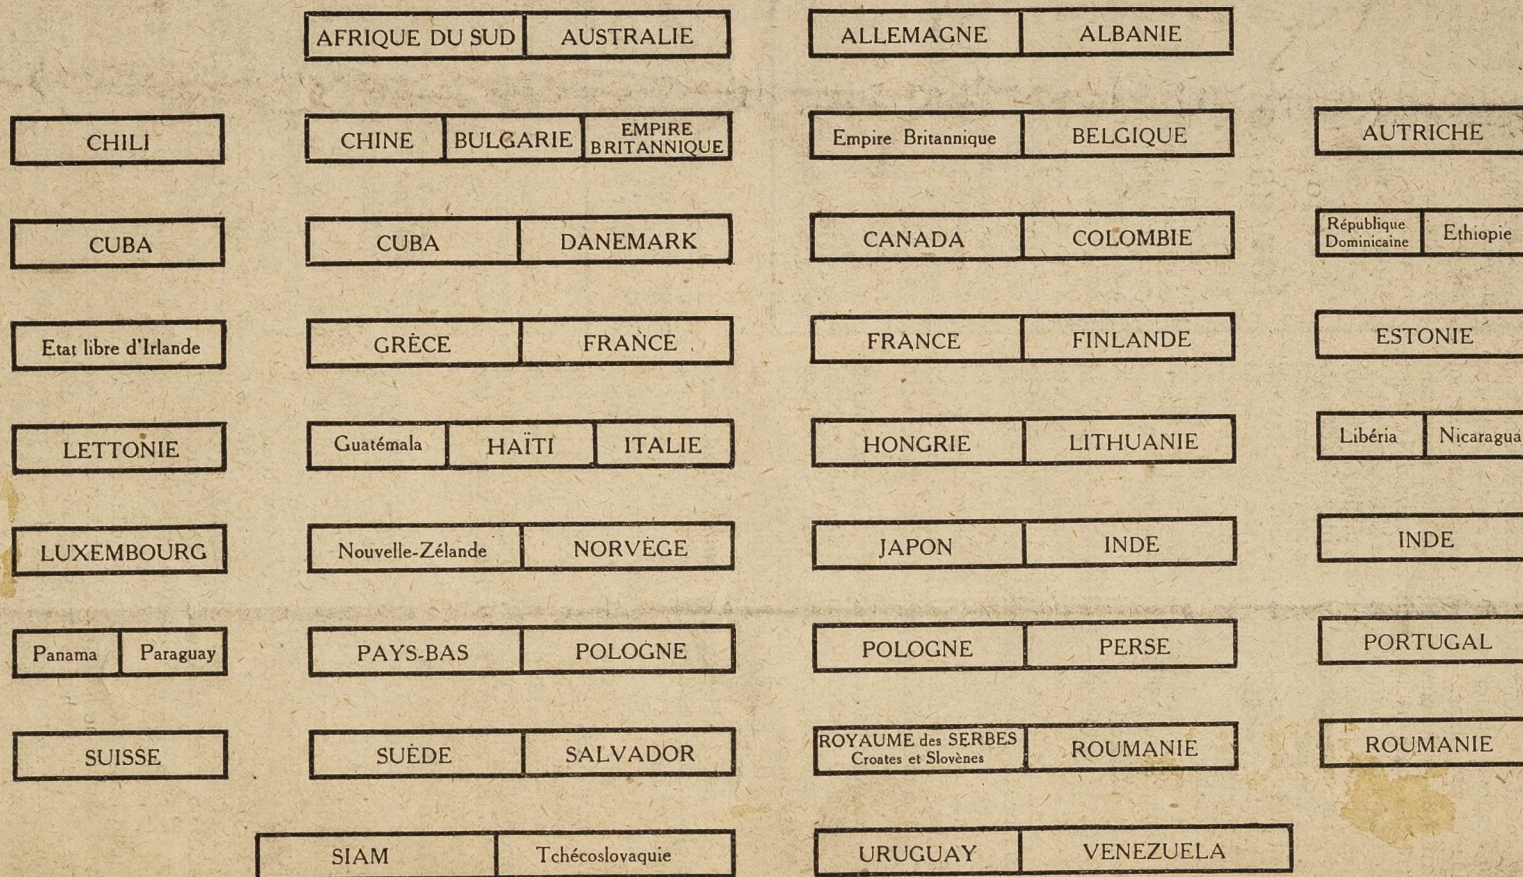 AFRIQUE DU SUD AUSTRALIE ALLEMAGNE ALBANIE
CHILI CHINE BULGARIE EMPIRE BRITANNIQUE Empire Britannique BELGIQUE AUTRICHE
CUBA CUBA DANEMARK CANADA COLOMBIE République Dominicaine Ethiopie
Etat libre d'Irlande GRÈCE FRANCE FRANCE FINLANDE ESTONIE
LETTONIE Guatémala HAÏTI ITALIE HONGRIE LITHUANIE Libéria Nicaragua
LUXEMBOURG Nouvelle-Zélande NORVÈGE JAPON INDE INDE
Panama Paraguay PAYS-BAS POLOGNE POLOGNE PERSE PORTUGAL
SUISSE SUÈDE SALVADOR ROYAUME des SERBES Croates et Slovènes ROUMANIE ROUMANIE
SIAM Tchécoslovaquie URUGUAY VENEZUELA